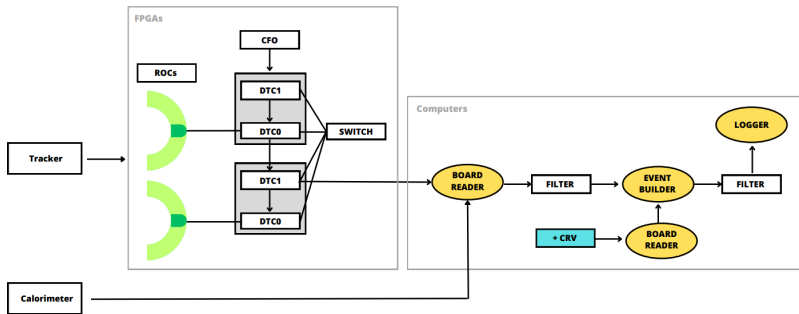 FPGAs
CFO
ROCs
DTC1
DTC0
SWITCH
DTC1
DTC0
Tracker
Calorimeter
Computers
LOGGER
BOARD
READER
FILTER
EVENT
BUILDER
FILTER
+ CRV
BOARD
READER